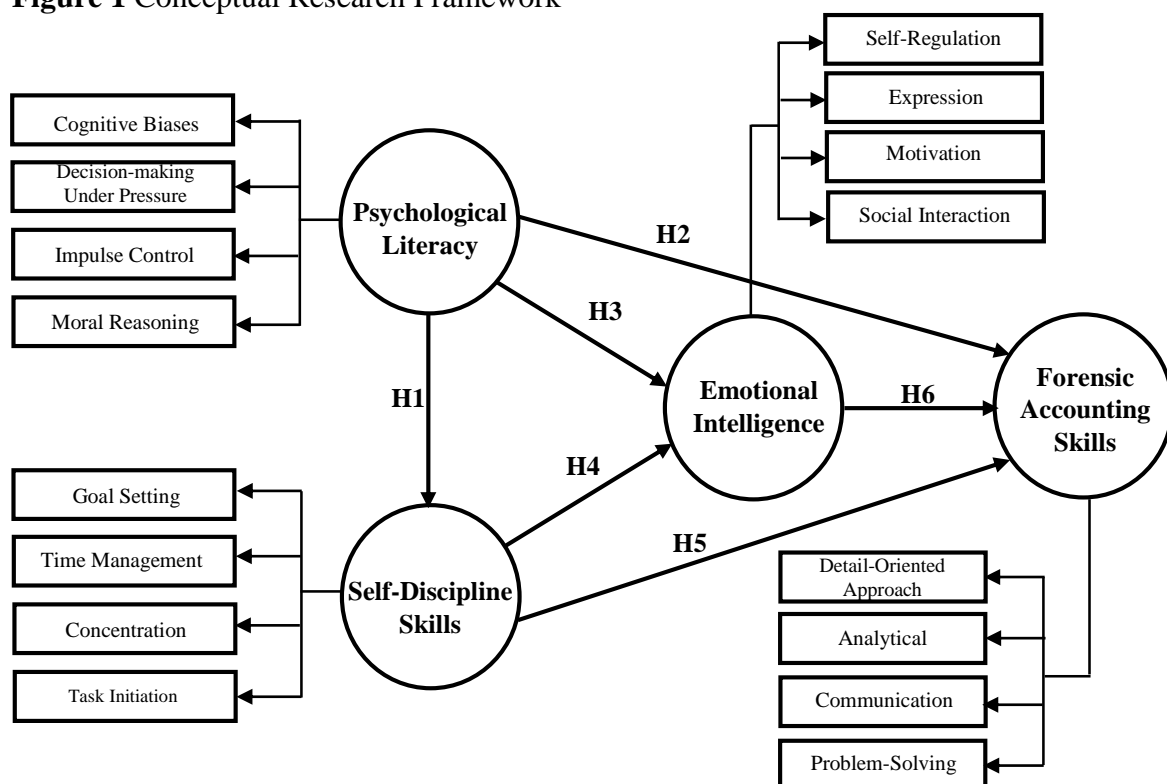 Figure 1 Conceptual Research Framework
Self-Regulation
Expression
Motivation
Social Interaction
Cognitive Biases
Decision-making
Under Pressure
Impulse Control
Moral Reasoning
Psychological
Literacy
H2
H3
H1
Emotional
Intelligence
H6
Forensic
Accounting
Skills
H4
H5
Goal Setting
Time Management
Concentration
Task Initiation
Self-Discipline
Skills
Detail-Oriented
Approach
Analytical
Communication
Problem-Solving